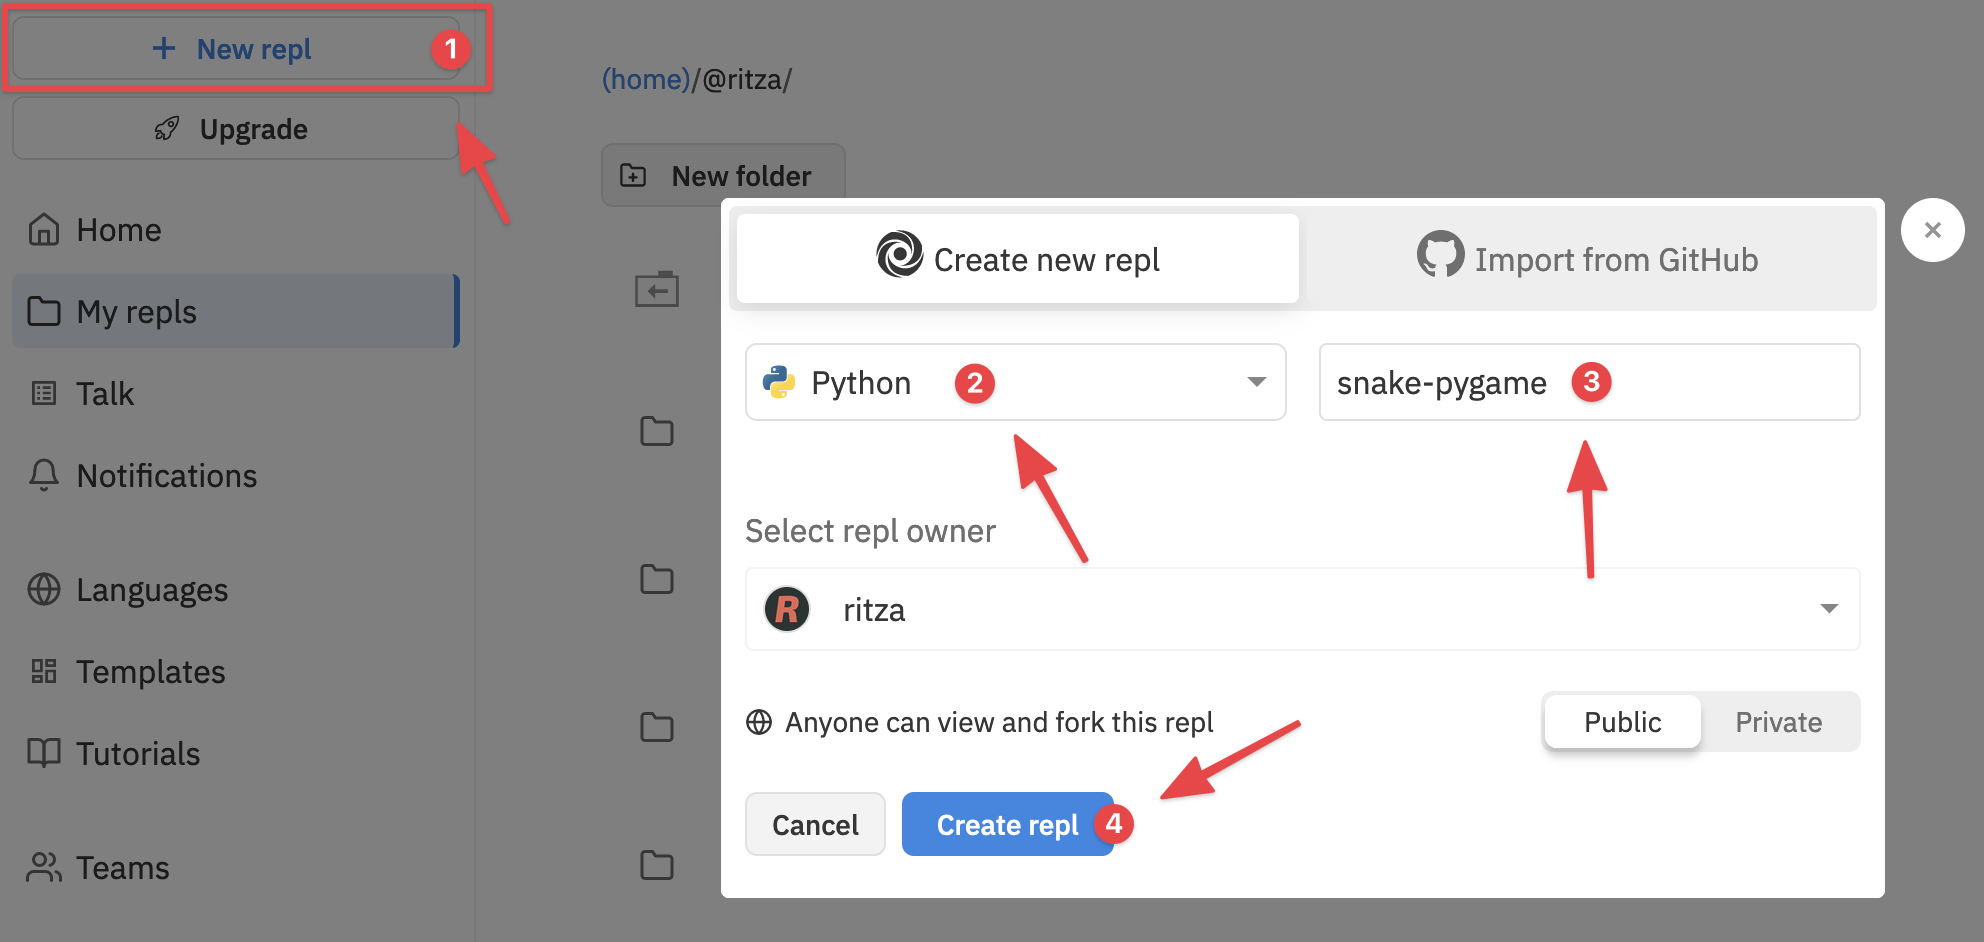 New repl 1
Upgrade
Home
My repls
Talk
Notifications
Languages
Templates
Tutorials
Teams
(home)/@ritza/
New folder
Create new repl
Import from GitHub
Python 2
snake-pygame 3
Select repl owner
R ritza
Anyone can view and fork this repl
Public
Private
Cancel
Create repl 4